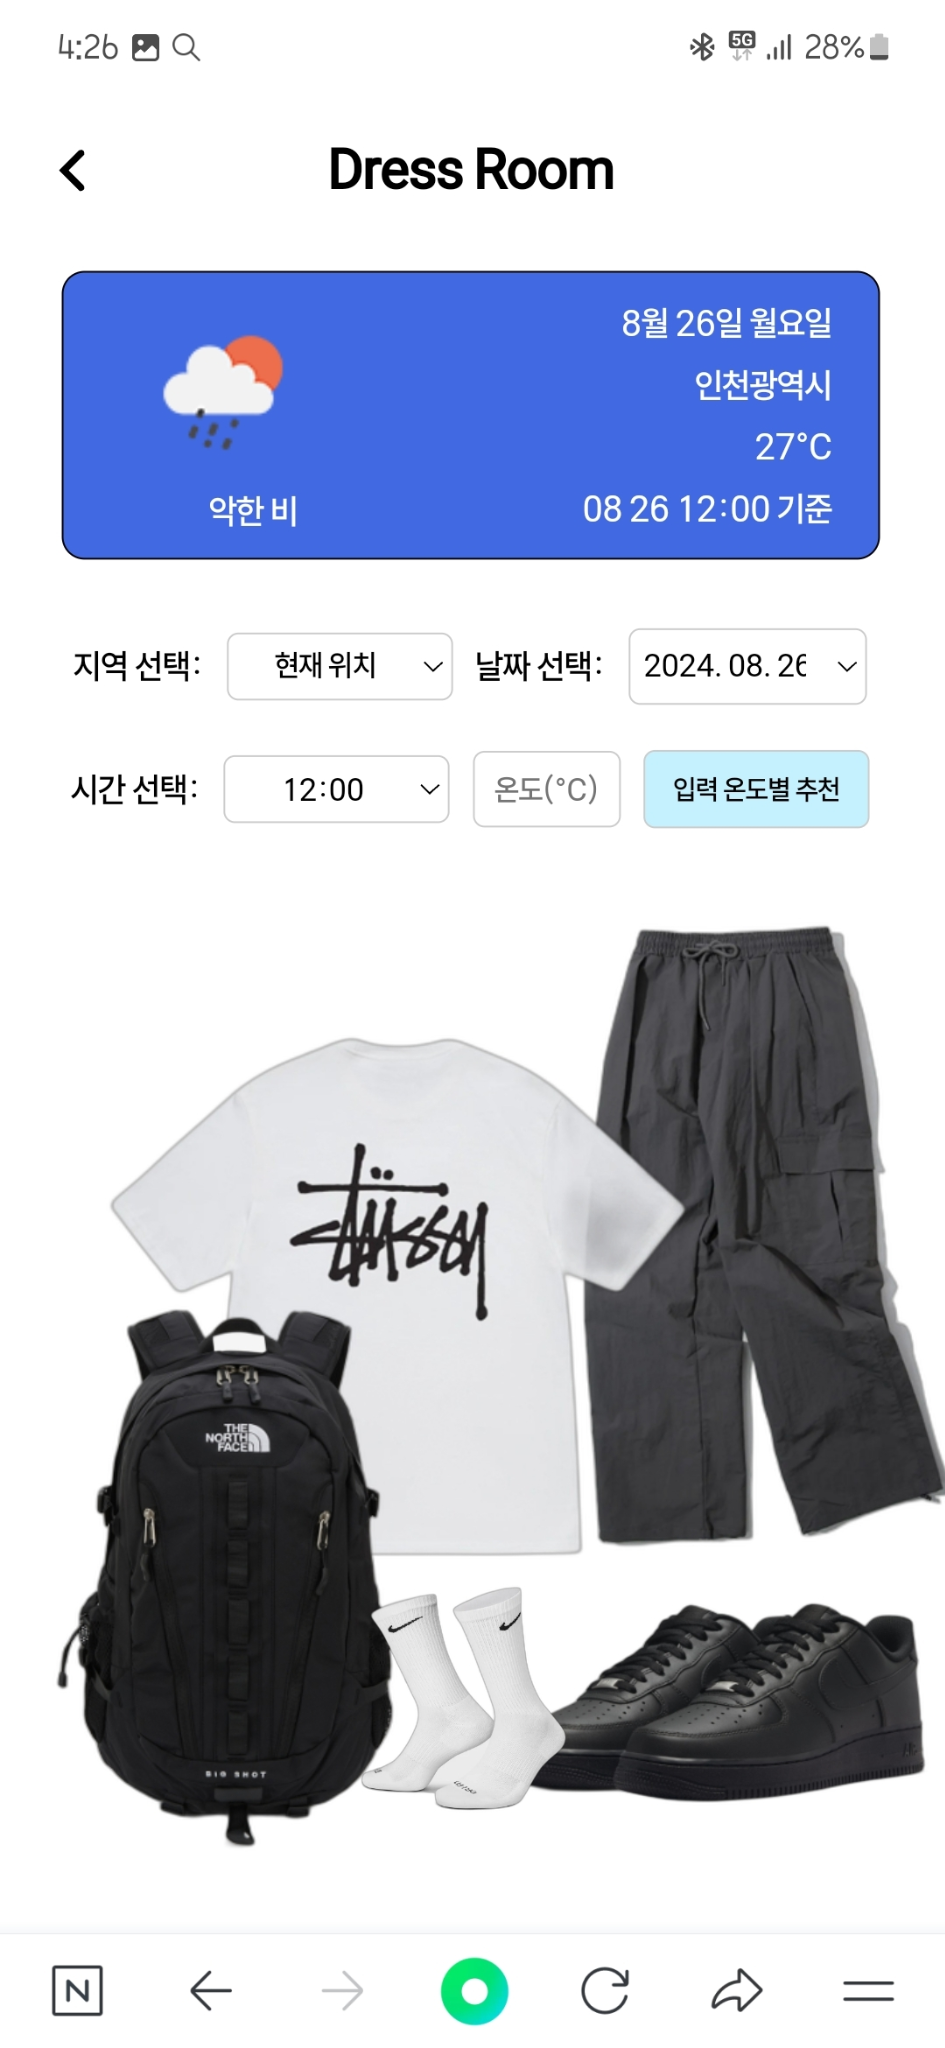 4:26
5G
28%
Dress Room
8월 26일 월요일
인천광역시
27°C
악한 비
08 26 12:00 기준
지역 선택:
현재 위치
날짜 선택:
2024. 08. 26
시간 선택:
12:00
온도(°C)
입력 온도별 추천
stüssy
THE
NORTH
FACE
BIG SHOT
N